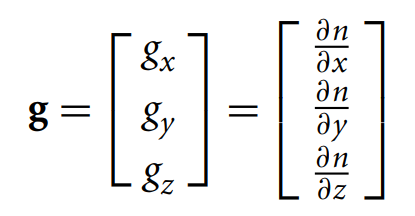 g = [ g_x g_y g_z ] = [ ∂n/∂x ∂n/∂y ∂n/∂z ]